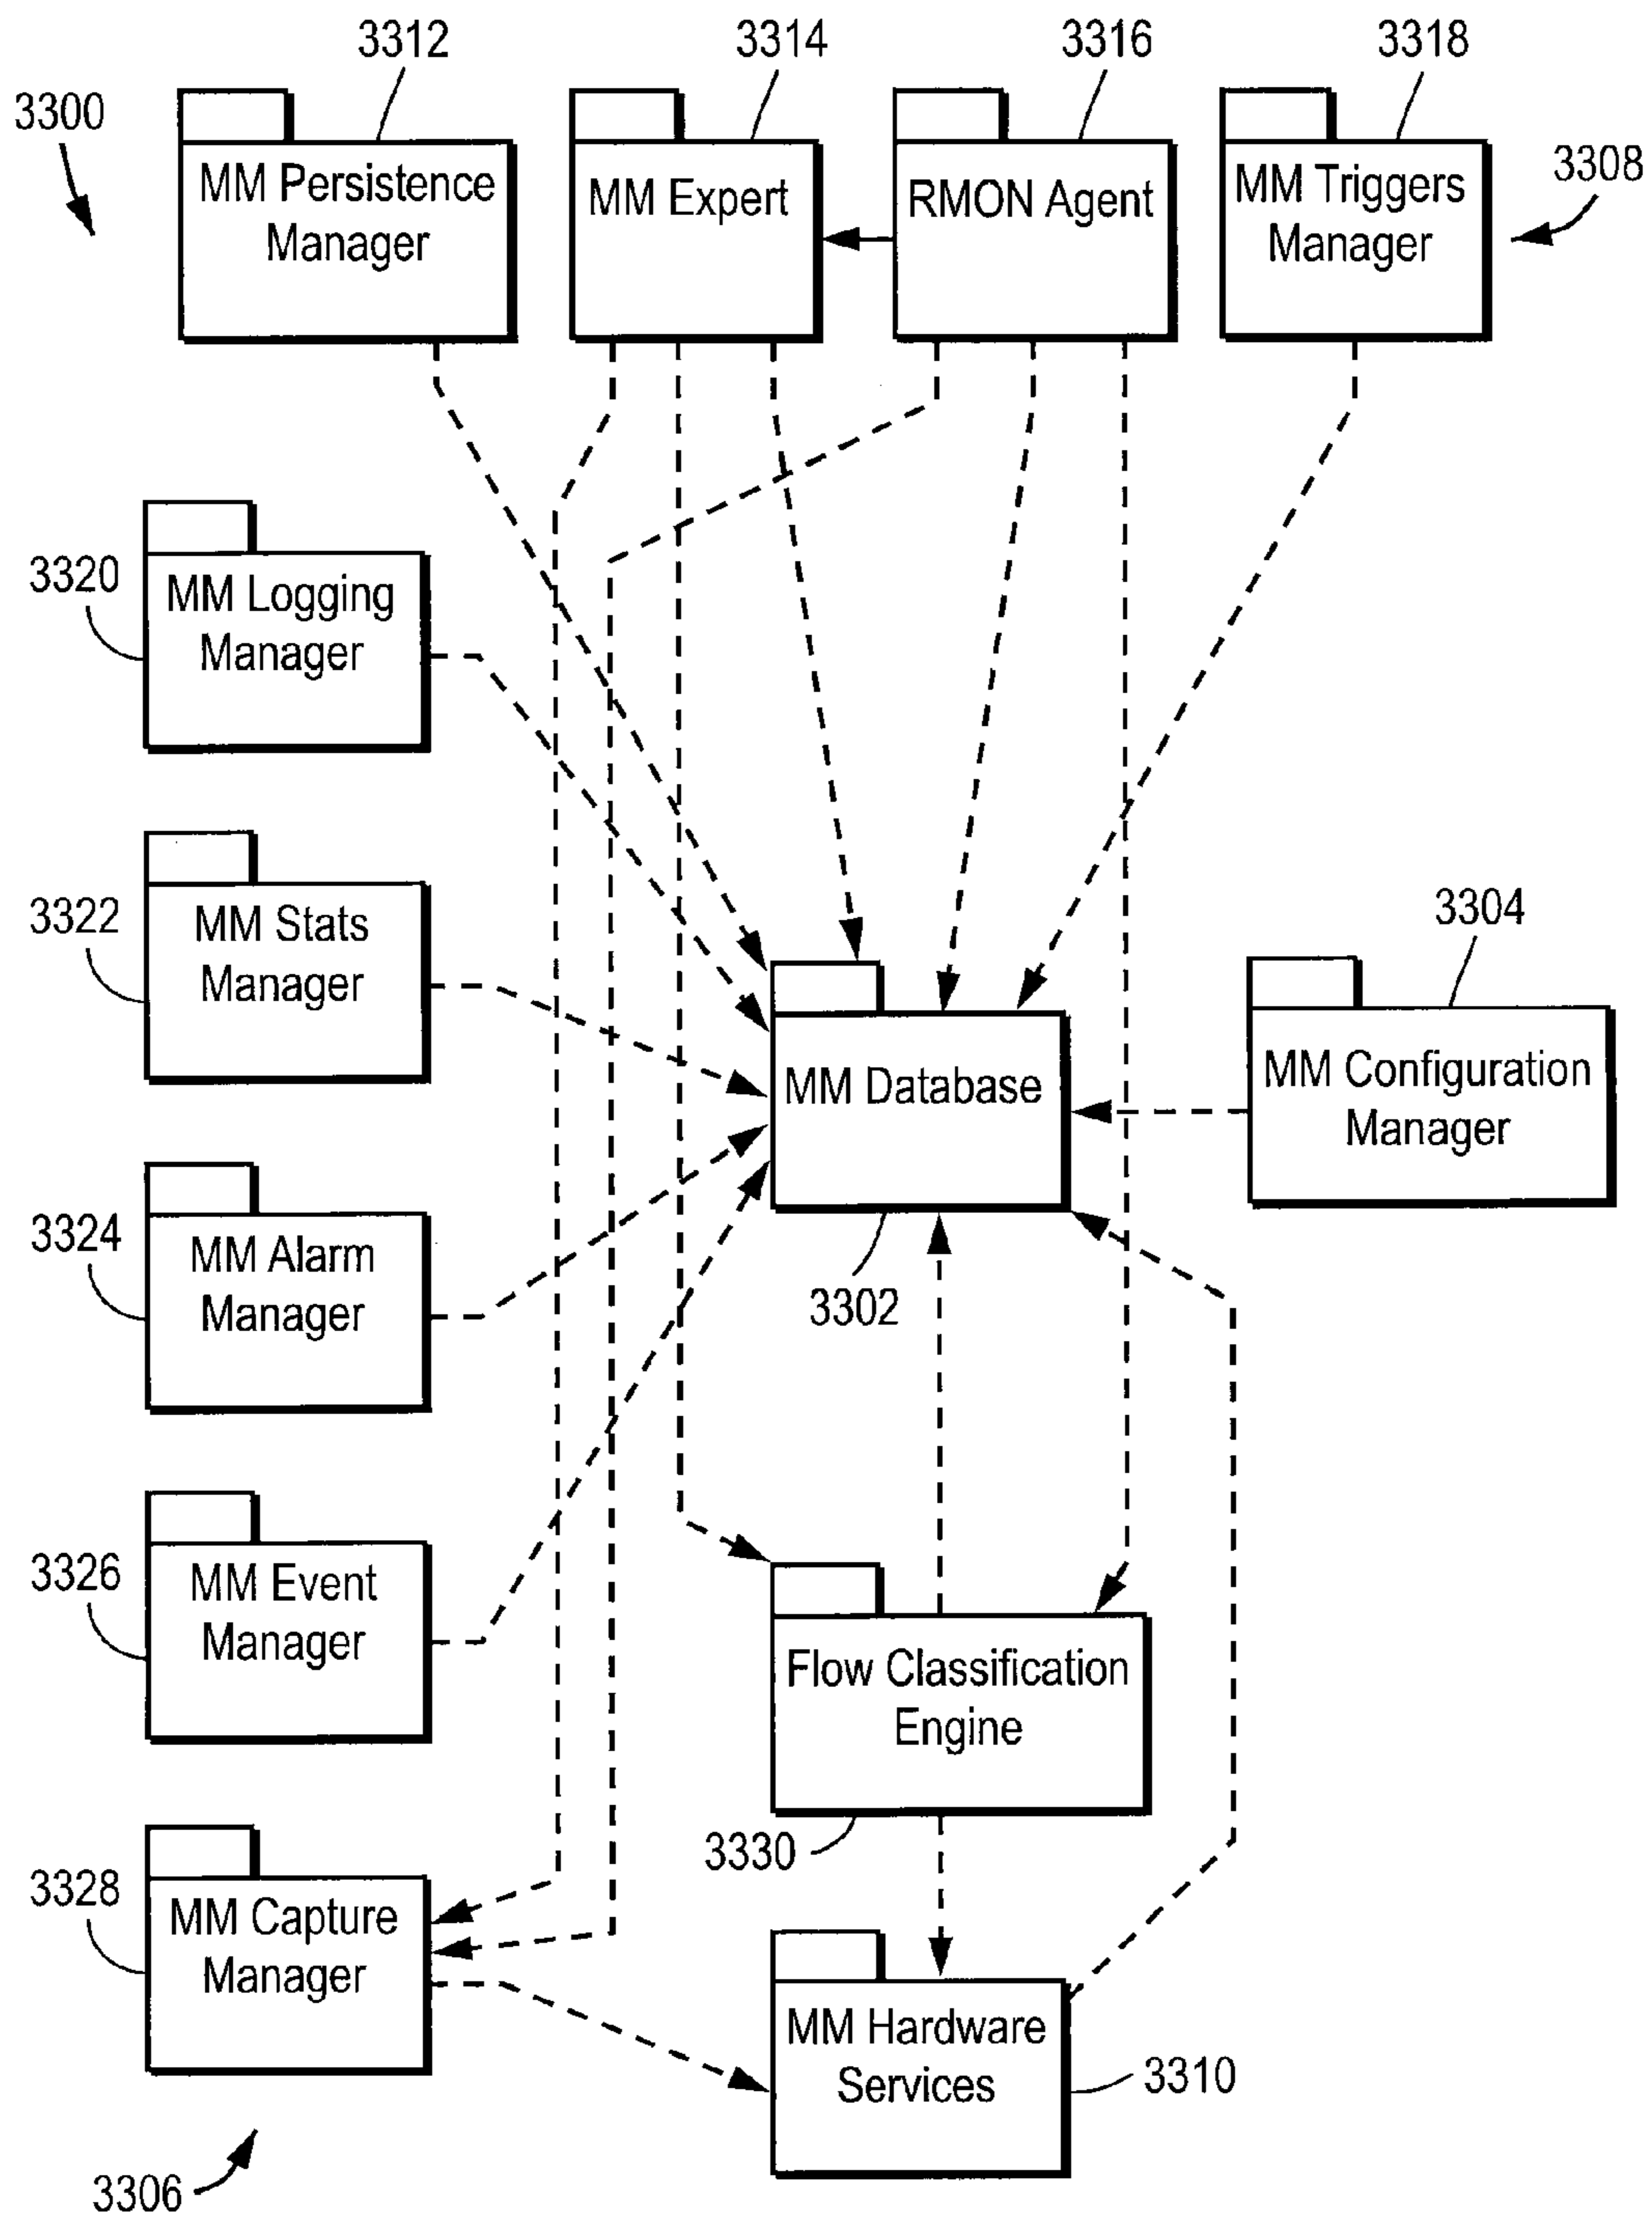 3312
3314
3316
3318
3300
3308
MM Persistence
Manager
MM Expert
RMON Agent
MM Triggers
Manager
3320
MM Logging
Manager
3322
MM Stats
Manager
3304
MM Database
MM Configuration
Manager
3302
3324
MM Alarm
Manager
3326
MM Event
Manager
Flow Classification
Engine
3330
3328
MM Capture
Manager
MM Hardware
Services
3310
3306